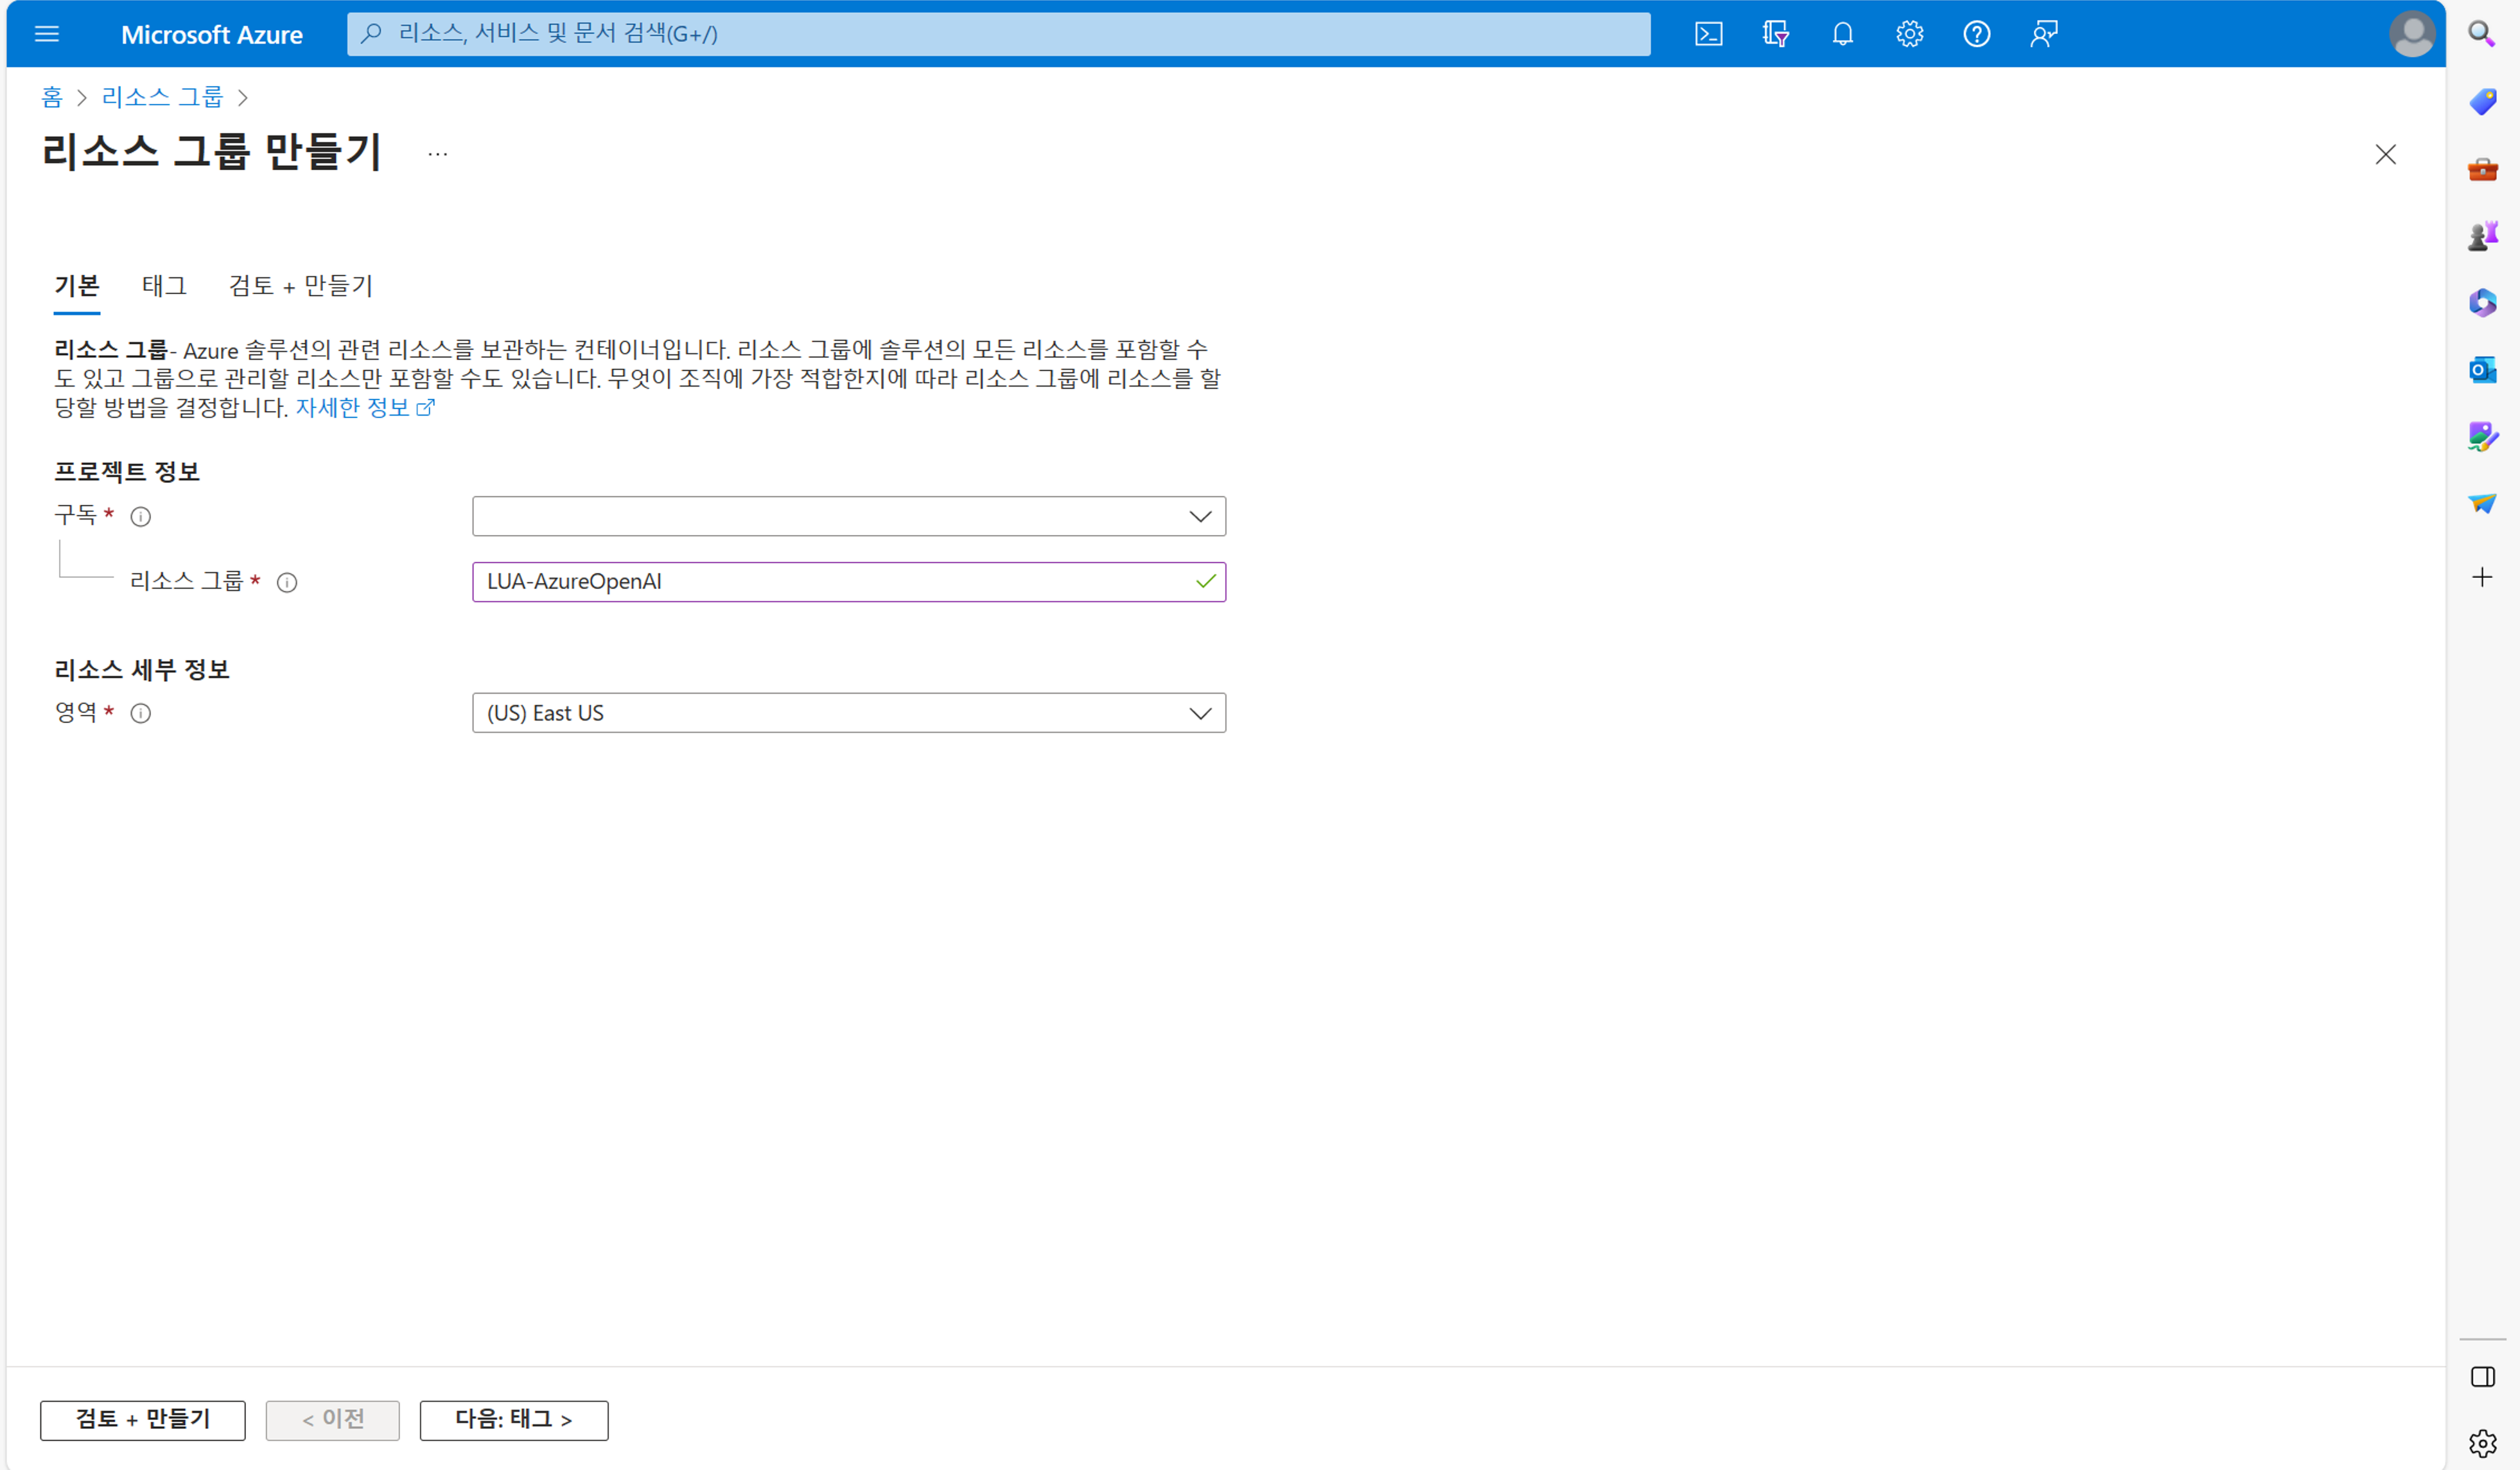 Microsoft Azure
리소스, 서비스 및 문서 검색(G+/)
홈 > 리소스 그룹 >
리소스 그룹 만들기 ...
기본 태그 검토 + 만들기
리소스 그룹- Azure 솔루션의 관련 리소스를 보관하는 컨테이너입니다. 리소스 그룹에 솔루션의 모든 리소스를 포함할 수
도 있고 그룹으로 관리할 리소스만 포함할 수도 있습니다. 무엇이 조직에 가장 적합한지에 따라 리소스 그룹에 리소스를 할
당할 방법을 결정합니다. 자세한 정보
프로젝트 정보
구독 *
리소스 그룹 * LUA-AzureOpenAI
리소스 세부 정보
영역 * (US) East US
검토 + 만들기 < 이전 다음: 태그 >